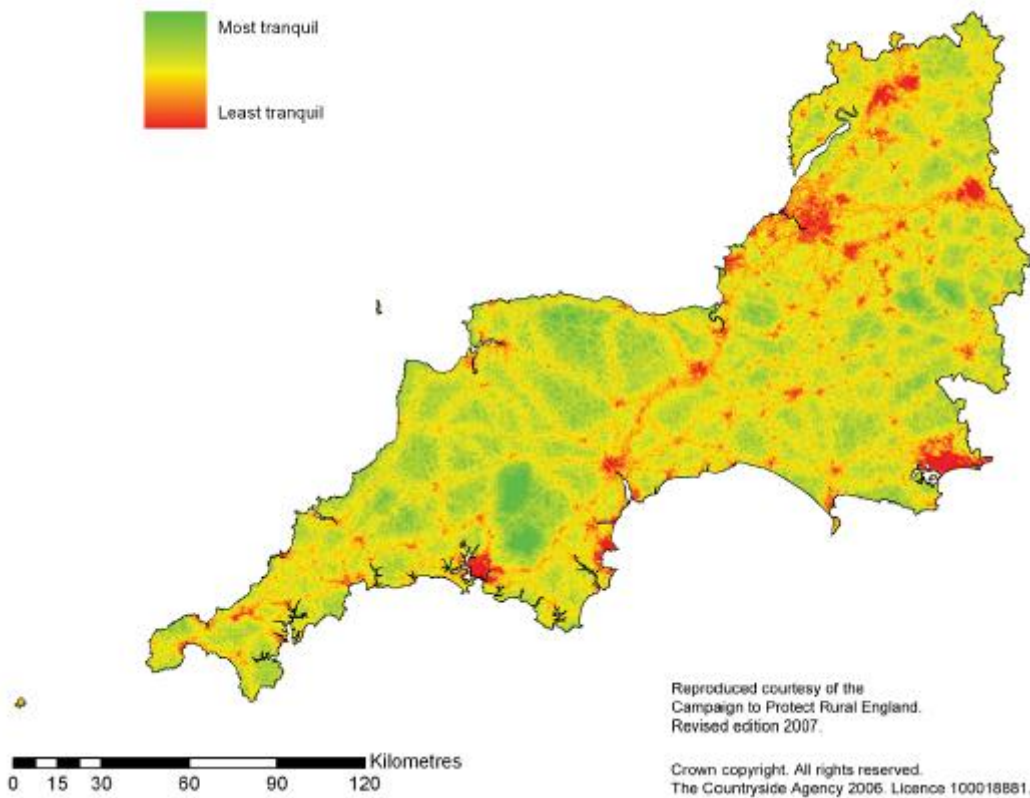 Most tranquil
Least tranquil
Reproduced courtesy of the
Campaign to Protect Rural England.
Revised edition 2007.
Kilometres
0 15 30 60 90 120
Crown copyright. All rights reserved.
The Countryside Agency 2006. Licence 100018881.